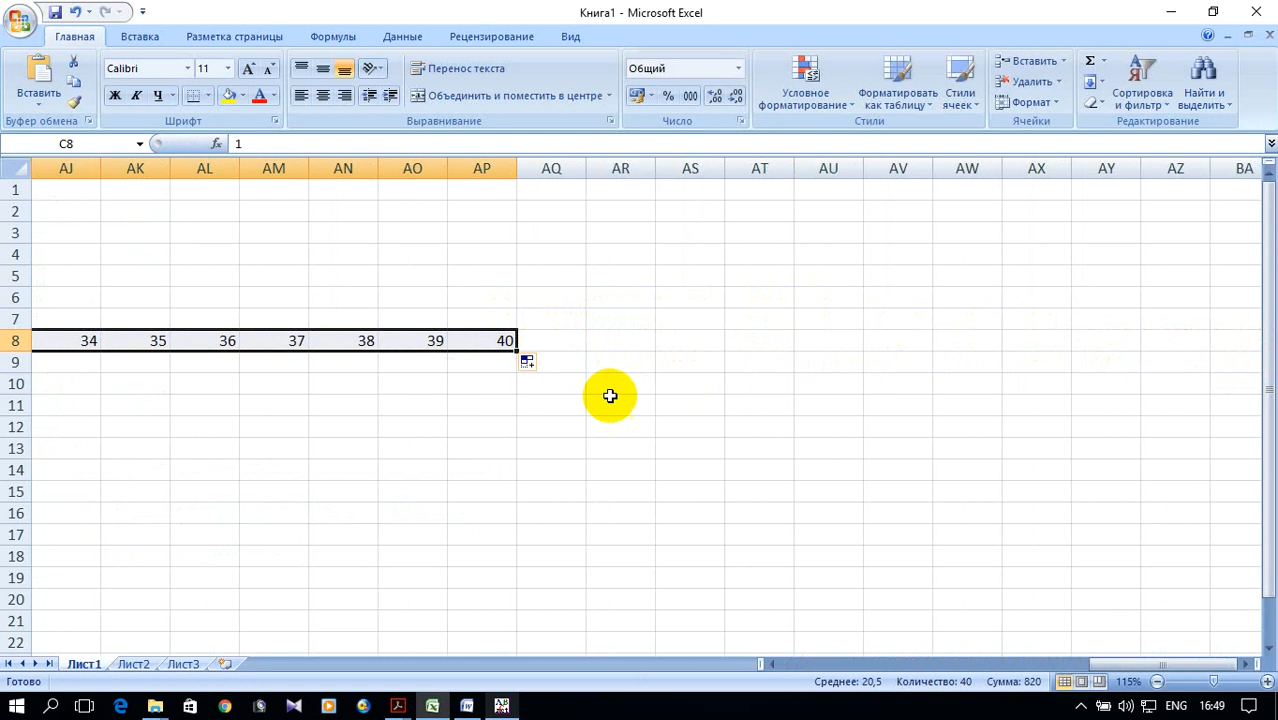 Книга1 - Microsoft Excel
Главная Вставка Разметка страницы Формулы Данные Рецензирование Вид
Calibri 11 Перенос текста Общий Вставить Σ
Вставить Условное форматирование Форматировать как таблицу Стили ячеек Удалить Сортировка и фильтр Найти и выделить
Ж К Ч А Объединить и поместить в центре % 000 Формат
Буфер обмена Шрифт Выравнивание Число Стили Ячейки Редактирование
C8 fx 1
AJ AK AL AM AN AO AP AQ AR AS AT AU AV AW AX AY AZ BA
1
2
3
4
5
6
7
8 34 35 36 37 38 39 40
9
10
11
12
13
14
15
16
17
18
19
20
21
22
Лист1 Лист2 Лист3
Готово Среднее: 20,5 Количество: 40 Сумма: 820 115%
ENG 16:49